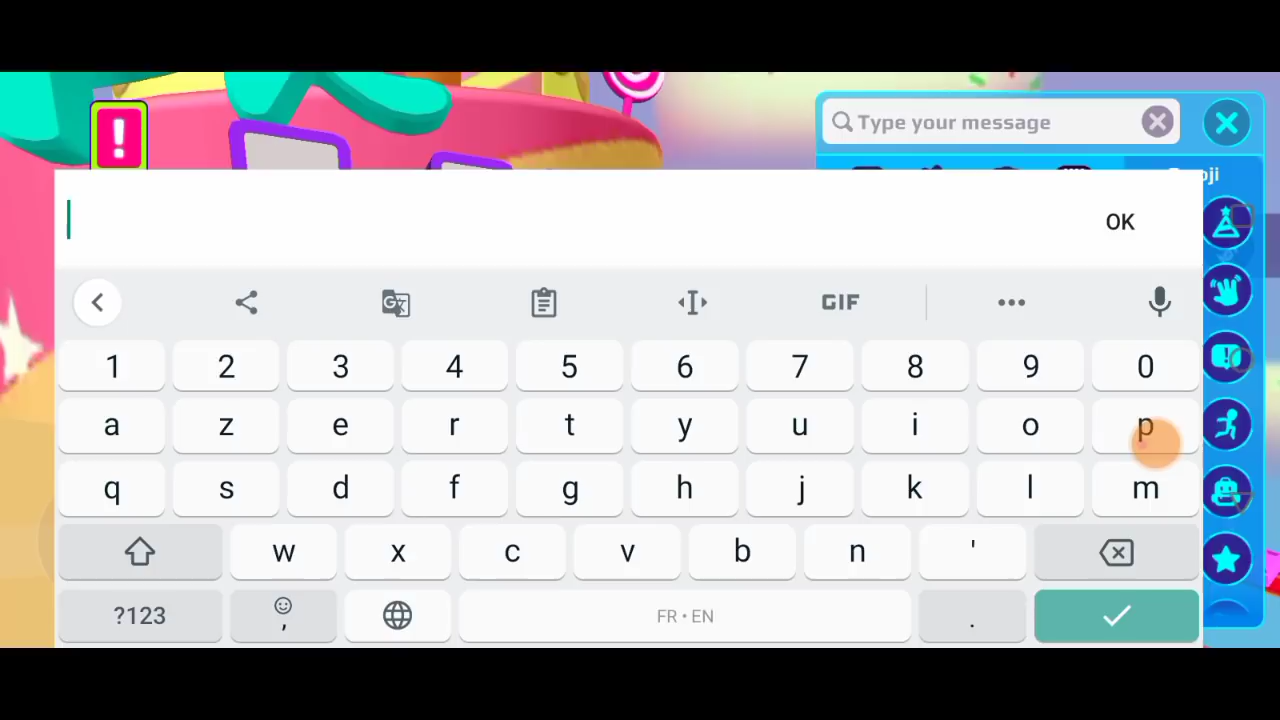 !
Type your message
OK
GIF
1 2 3 4 5 6 7 8 9 0
a z e r t y u i o p
q s d f g h j k l m
w x c v b n '
?123 , FR • EN .